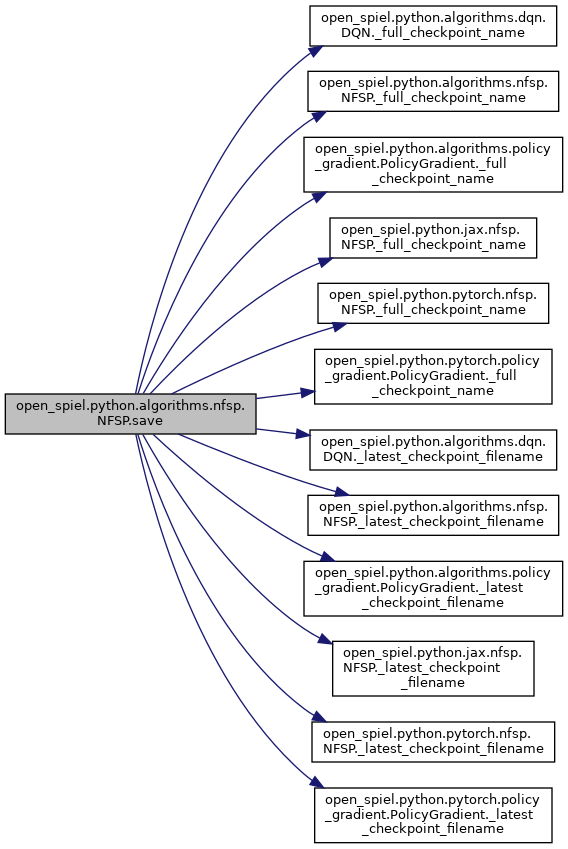 open_spiel.python.algorithms.dqn.
DQN._full_checkpoint_name
open_spiel.python.algorithms.nfsp.
NFSP._full_checkpoint_name
open_spiel.python.algorithms.policy
_gradient.PolicyGradient._full
_checkpoint_name
open_spiel.python.jax.nfsp.
NFSP._full_checkpoint_name
open_spiel.python.pytorch.nfsp.
NFSP._full_checkpoint_name
open_spiel.python.pytorch.policy
_gradient.PolicyGradient._full
_checkpoint_name
open_spiel.python.algorithms.nfsp.
NFSP.save
open_spiel.python.algorithms.dqn.
DQN._latest_checkpoint_filename
open_spiel.python.algorithms.nfsp.
NFSP._latest_checkpoint_filename
open_spiel.python.algorithms.policy
_gradient.PolicyGradient._latest
_checkpoint_filename
open_spiel.python.jax.nfsp.
NFSP._latest_checkpoint
_filename
open_spiel.python.pytorch.nfsp.
NFSP._latest_checkpoint_filename
open_spiel.python.pytorch.policy
_gradient.PolicyGradient._latest
_checkpoint_filename